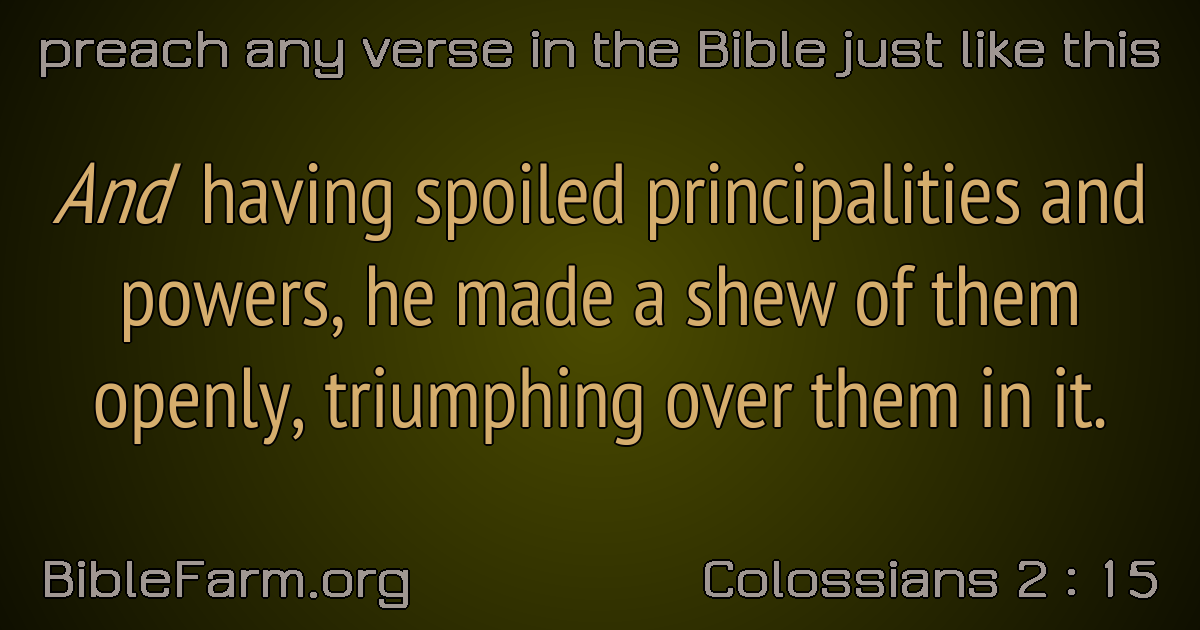 preach any verse in the Bible just like this
And having spoiled principalities and
powers, he made a shew of them
openly, triumphing over them in it.
BibleFarm.org
Colossians 2 : 15